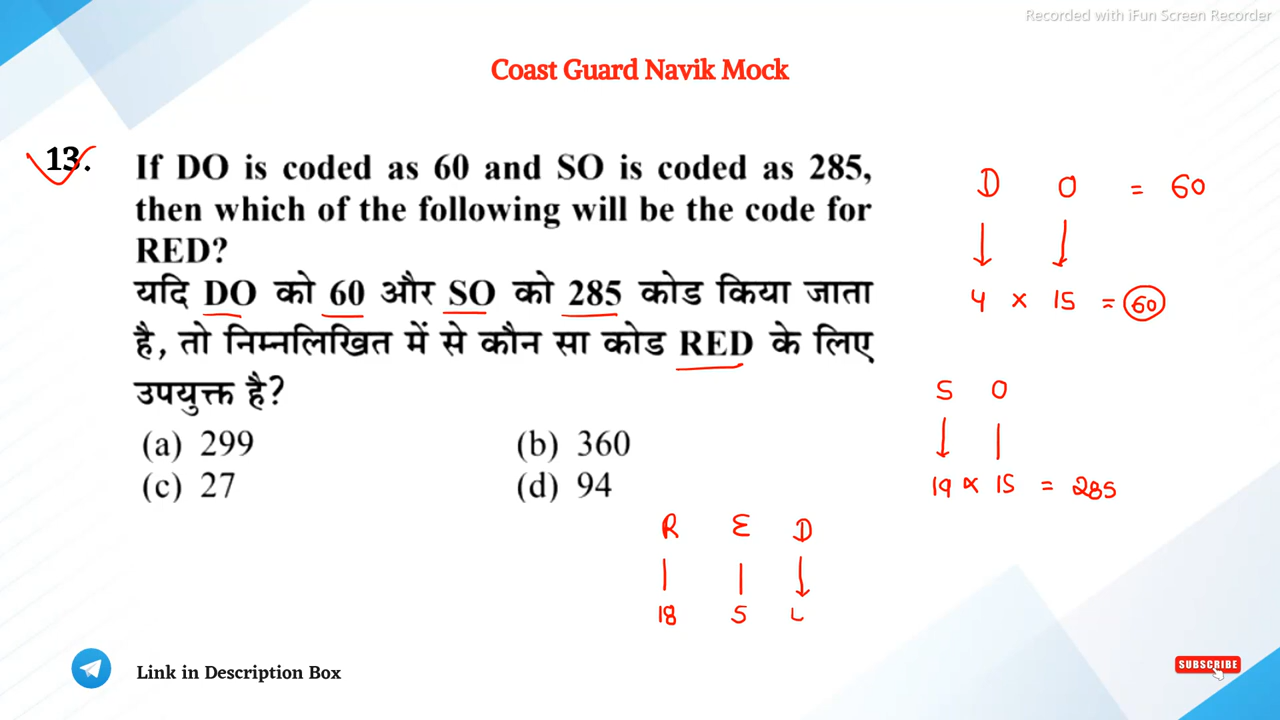 Recorded with iFun Screen Recorder
Coast Guard Navik Mock
13.
If DO is coded as 60 and SO is coded as 285,
then which of the following will be the code for
RED?
यदि DO को 60 और SO को 285 कोड किया जाता
है, तो निम्नलिखित में से कौन सा कोड RED के लिए
उपयुक्त है?
(a) 299 (b) 360
(c) 27 (d) 94
D O = 60
4 × 15 = 60
S O
19 × 15 = 285
R E D
18 5
Link in Description Box
SUBSCRIBE